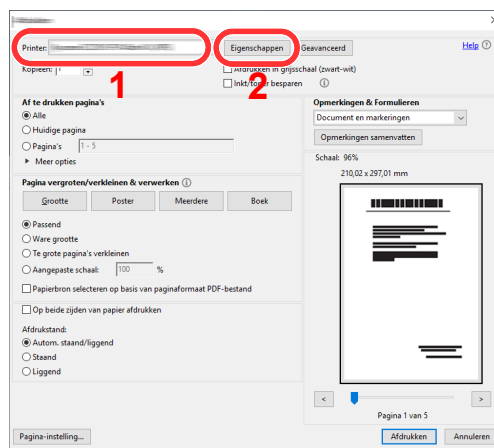 Printer:
Eigenschappen
Geavanceerd
Help
Kopieën: 1
Afdrukken in grijsschaal (zwart-wit)
Inkt/toner besparen
1
2
Af te drukken pagina's
Alle
Huidige pagina
Pagina's 1 - 5
Meer opties
Pagina vergroten/verkleinen & verwerken
Grootte Poster Meerdere Boek
Passend
Ware grootte
Te grote pagina's verkleinen
Aangepaste schaal: 100 %
Papierbron selecteren op basis van paginaformaat PDF-bestand
Op beide zijden van papier afdrukken
Afdrukstand:
Autom. staand/liggend
Staand
Liggend
Opmerkingen & Formulieren
Document en markeringen
Opmerkingen samenvatten
Schaal: 96%
210,02 x 297,01 mm
< >
Pagina 1 van 5
Pagina-instelling...
Afdrukken
Annuleren